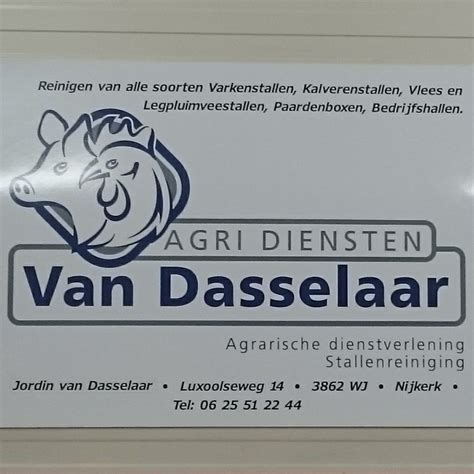 Reinigen van alle soorten Varkenstallen, Kalverenstallen, Vlees en
Legpluimveestallen, Paardenboxen, Bedrijfshallen.
AGRI DIENSTEN
Van Dasselaar
Agrarische dienstverlening
Stallenreiniging
Jordin van Dasselaar • Luxoolseweg 14 • 3862 WJ • Nijkerk •
Tel: 06 25 51 22 44